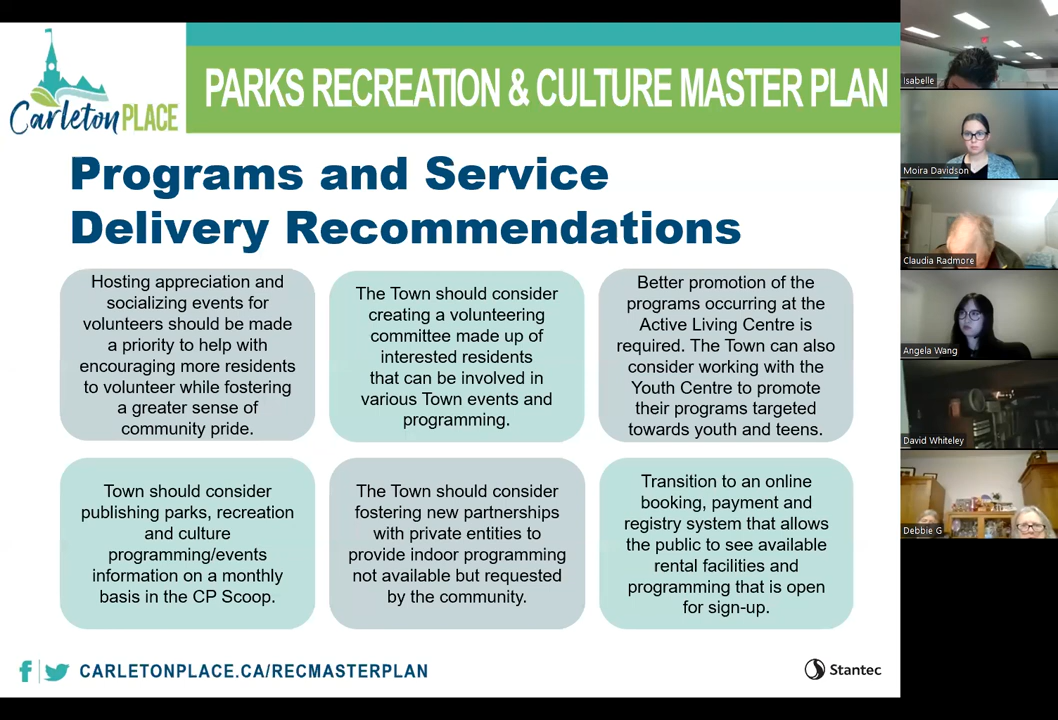 Carleton PLACE
PARKS RECREATION & CULTURE MASTER PLAN
Programs and Service
Delivery Recommendations
Hosting appreciation and
socializing events for
volunteers should be made
a priority to help with
encouraging more residents
to volunteer while fostering
a greater sense of
community pride.
The Town should consider
creating a volunteering
committee made up of
interested residents
that can be involved in
various Town events and
programming.
Better promotion of the
programs occurring at the
Active Living Centre is
required. The Town can also
consider working with the
Youth Centre to promote
their programs targeted
towards youth and teens.
Town should consider
publishing parks, recreation
and culture
programming/events
information on a monthly
basis in the CP Scoop.
The Town should consider
fostering new partnerships
with private entities to
provide indoor programming
not available but requested
by the community.
Transition to an online
booking, payment and
registry system that allows
the public to see available
rental facilities and
programming that is open
for sign-up.
CARLETONPLACE.CA/RECMASTERPLAN
Stantec
Isabelle
Moira Davidson
Claudia Radmore
Angela Wang
David Whiteley
Debbie G